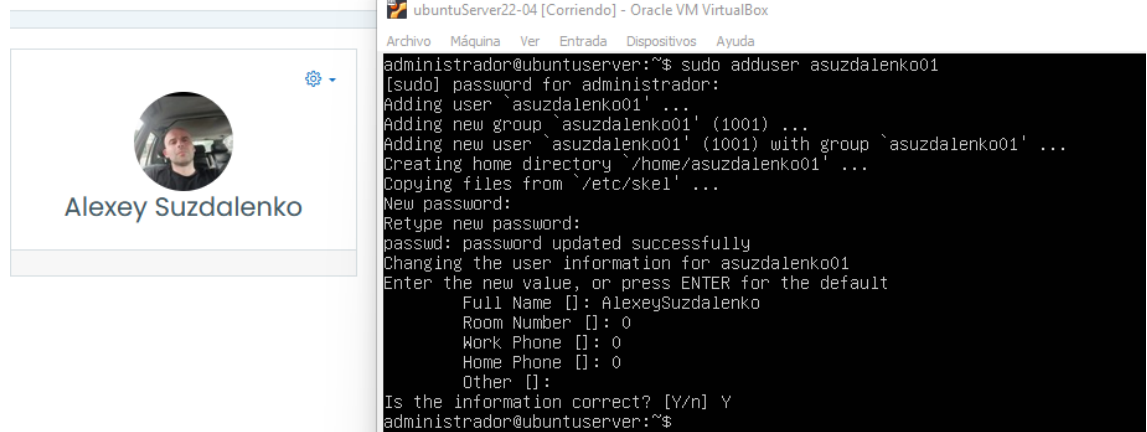 Alexey Suzdalenko
ubuntuServer22-04 [Corriendo] - Oracle VM VirtualBox
Archivo Máquina Ver Entrada Dispositivos Ayuda
administrador@ubuntuserver:~$ sudo adduser asuzdalenko01
[sudo] password for administrador:
Adding user `asuzdalenko01' ...
Adding new group `asuzdalenko01' (1001) ...
Adding new user `asuzdalenko01' (1001) with group `asuzdalenko01' ...
Creating home directory `/home/asuzdalenko01' ...
Copying files from `/etc/skel' ...
New password:
Retype new password:
passwd: password updated successfully
Changing the user information for asuzdalenko01
Enter the new value, or press ENTER for the default
Full Name []: AlexeySuzdalenko
Room Number []: 0
Work Phone []: 0
Home Phone []: 0
Other []:
Is the information correct? [Y/n] Y
administrador@ubuntuserver:~$